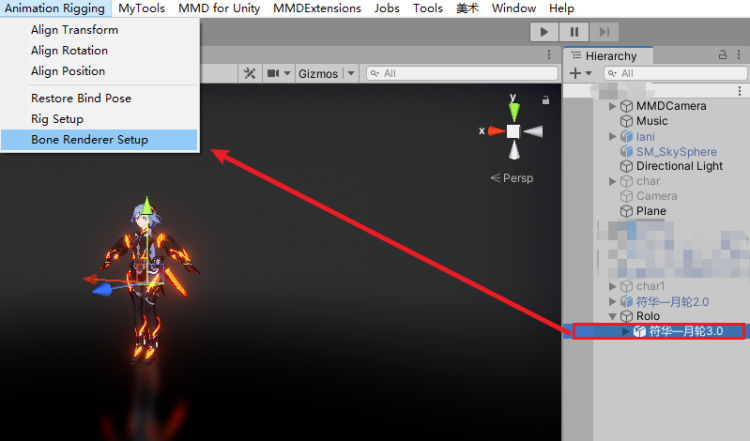 Animation Rigging MyTools MMD for Unity MMDExtensions Jobs Tools 美术 Window Help
Align Transform
Align Rotation
Align Position
Restore Bind Pose
Rig Setup
Bone Renderer Setup
Gizmos All
y
x
Persp
Hierarchy
All
MMDCamera
Music
lani
SM_SkySphere
Directional Light
char
Camera
Plane
char1
符华—月轮2.0
Rolo
符华—月轮3.0